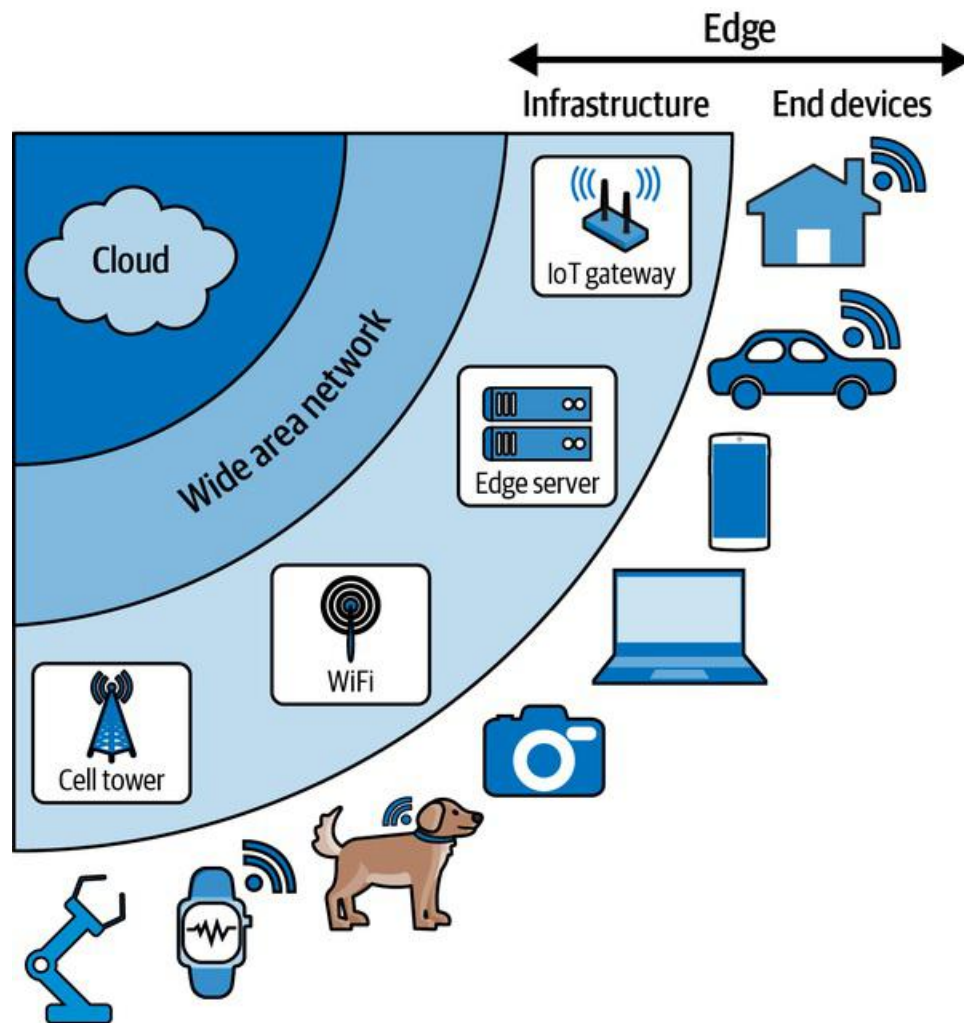 Edge
Infrastructure
End devices
Cloud
IoT gateway
Wide area network
Edge server
WiFi
Cell tower